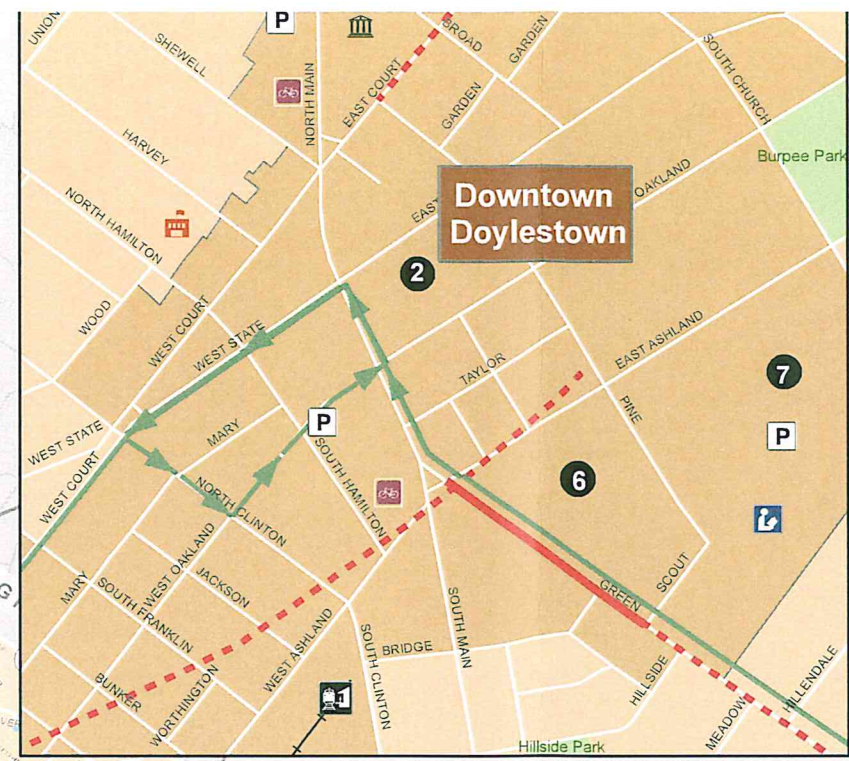 UNION
SHEWELL
P
NORTH MAIN
EAST COURT
BROAD
GARDEN
GARDEN
SOUTH CHURCH
Burpee Park
HARVEY
NORTH HAMILTON
OAKLAND
EAST
Downtown
Doylestown
2
WOOD
WEST COURT
WEST STATE
TAYLOR
EAST ASHLAND
7
P
PINE
WEST STATE
MARY
P
WEST COURT
NORTH CLINTON
SOUTH HAMILTON
6
MARY
SOUTH FRANKLIN
WEST OAKLAND
JACKSON
GREEN
SCOUT
WEST ASHLAND
SOUTH MAIN
BRIDGE
SOUTH CLINTON
BUNKER
WORTHINGTON
HILLSIDE
MEADOW
HILLENDALE
Hillside Park